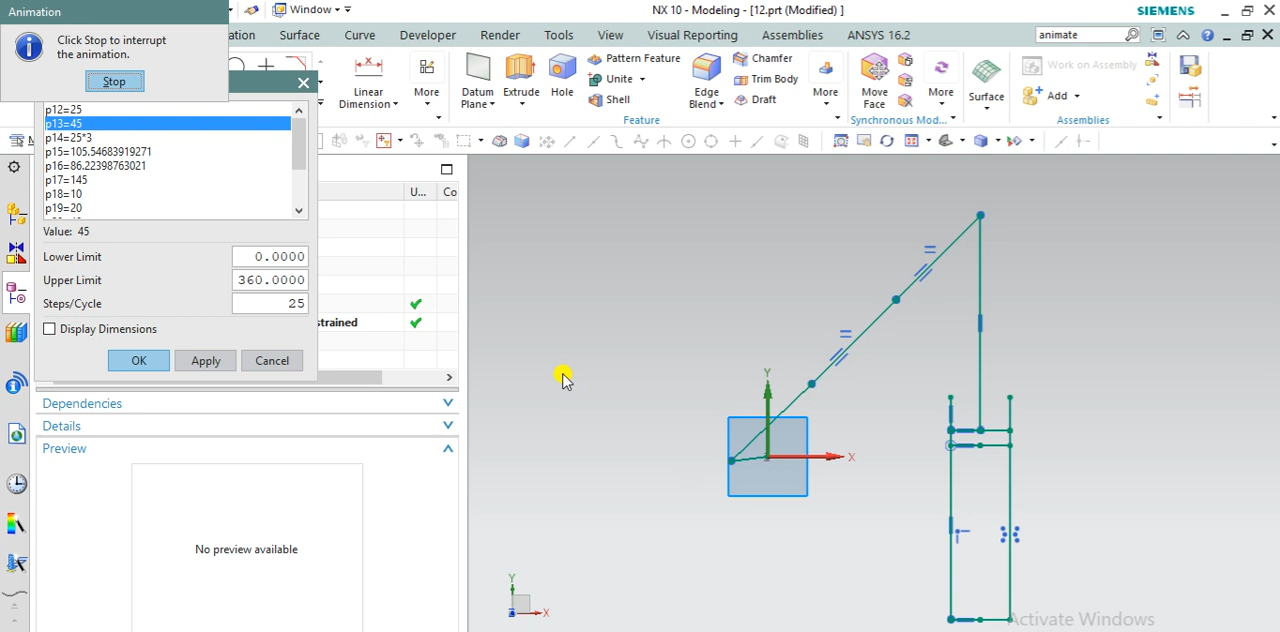 Animation
Click Stop to interrupt
the animation.
Stop
Window
NX 10 - Modeling - [12.prt (Modified) ]
SIEMENS
ation Surface Curve Developer Render Tools View Visual Reporting Assemblies ANSYS 16.2
animate
Linear
Dimension
More
Datum
Plane
Extrude
Hole
Pattern Feature
Unite
Shell
Edge
Blend
Chamfer
Trim Body
Draft
More
Move
Face
More
Surface
Work on Assembly
Add
Feature
Synchronous Mod...
Assemblies
p12=25
p13=45
p14=25*3
p15=105.54683919271
p16=86.22398763021
p17=145
p18=10
p19=20
Value: 45
Lower Limit 0.0000
Upper Limit 360.0000
Steps/Cycle 25
Display Dimensions
OK Apply Cancel
U... Co
strained
Dependencies
Details
Preview
No preview available
Y
X
Y
X
Activate Windows